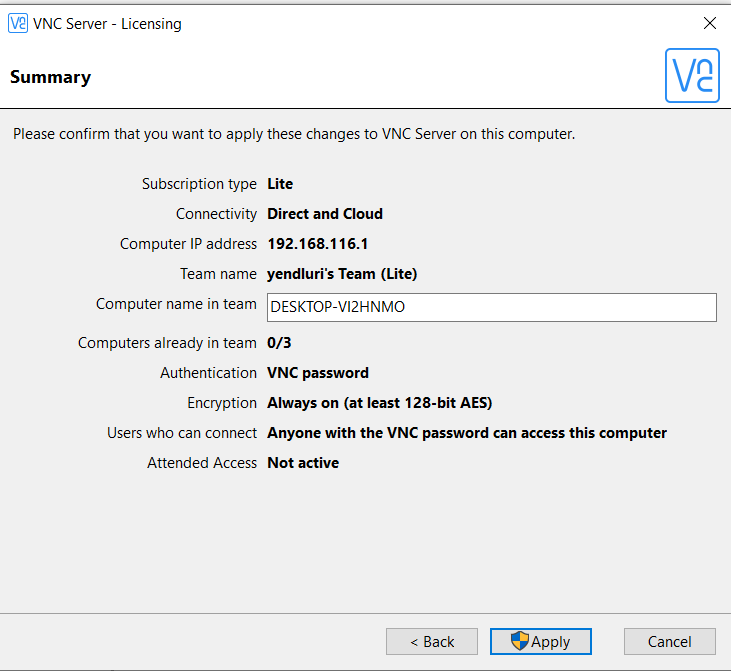 V2 VNC Server - Licensing
Summary
VNC
Please confirm that you want to apply these changes to VNC Server on this computer.
Subscription type Lite
Connectivity Direct and Cloud
Computer IP address 192.168.116.1
Team name yendluri's Team (Lite)
Computer name in team DESKTOP-VI2HNMO
Computers already in team 0/3
Authentication VNC password
Encryption Always on (at least 128-bit AES)
Users who can connect Anyone with the VNC password can access this computer
Attended Access Not active
< Back Apply Cancel